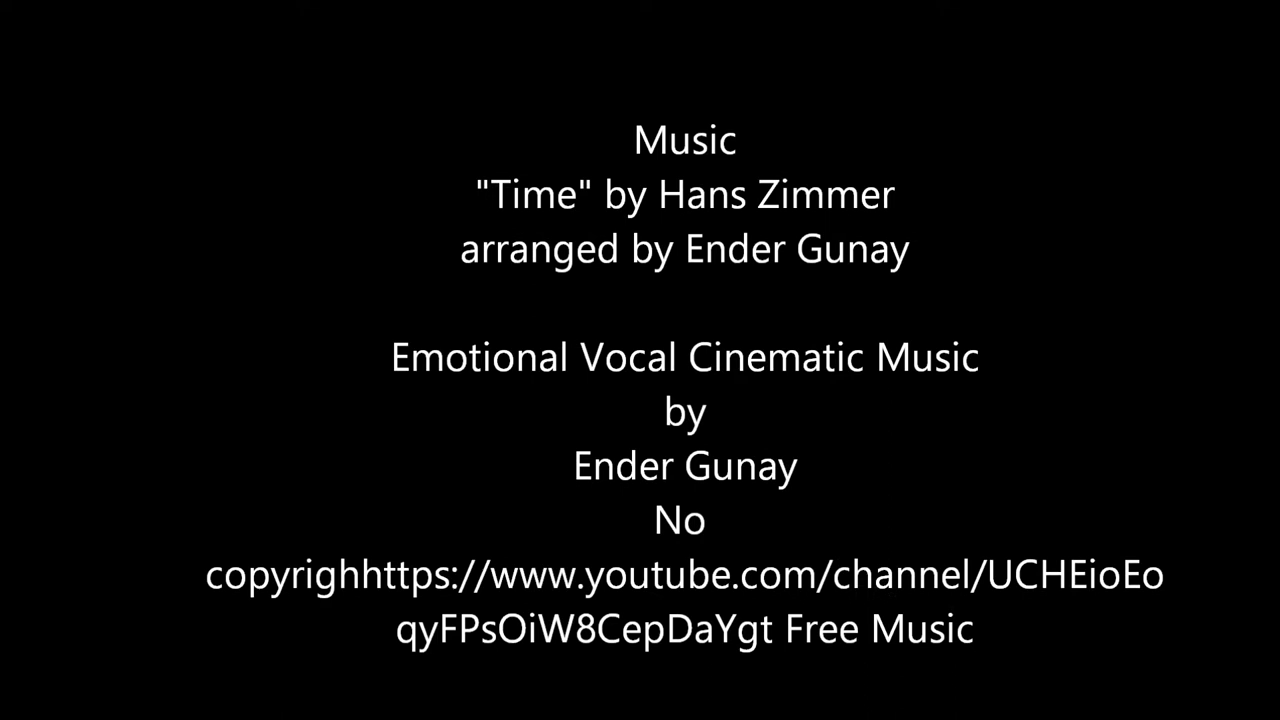 Music
"Time" by Hans Zimmer
arranged by Ender Gunay
Emotional Vocal Cinematic Music
by
Ender Gunay
No
copyrighhttps://www.youtube.com/channel/UCHEioEo
qyFPsOiW8CepDaYgt Free Music